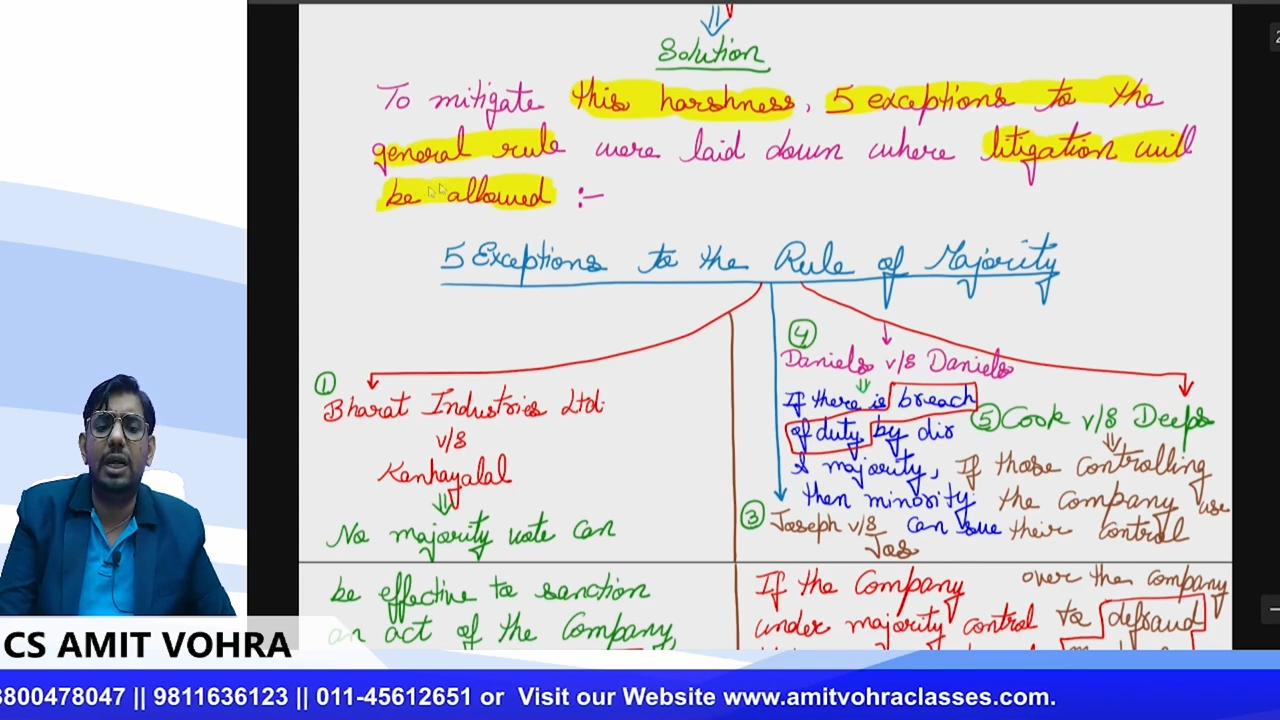 Solution
To mitigate this harshness, 5 exceptions to the
general rule were laid down where litigation will
be allowed :-
5 Exceptions to the Rule of Majority
① Bharat Industries Ltd.
v/s
Kanhayalal
No majority vote can
be effective to sanction
an act of the Company,
④ Daniels v/s Daniels
If there is breach
of duty by dir
& majority,
then minority
can sue
⑤ Cook v/s Deeps
If those controlling
the company use
their control
over the company
to defraud
③ Joseph v/s
Jos
If the Company
under majority control
CS AMIT VOHRA
8800478047 || 9811636123 || 011-45612651 or Visit our Website www.amitvohraclasses.com.